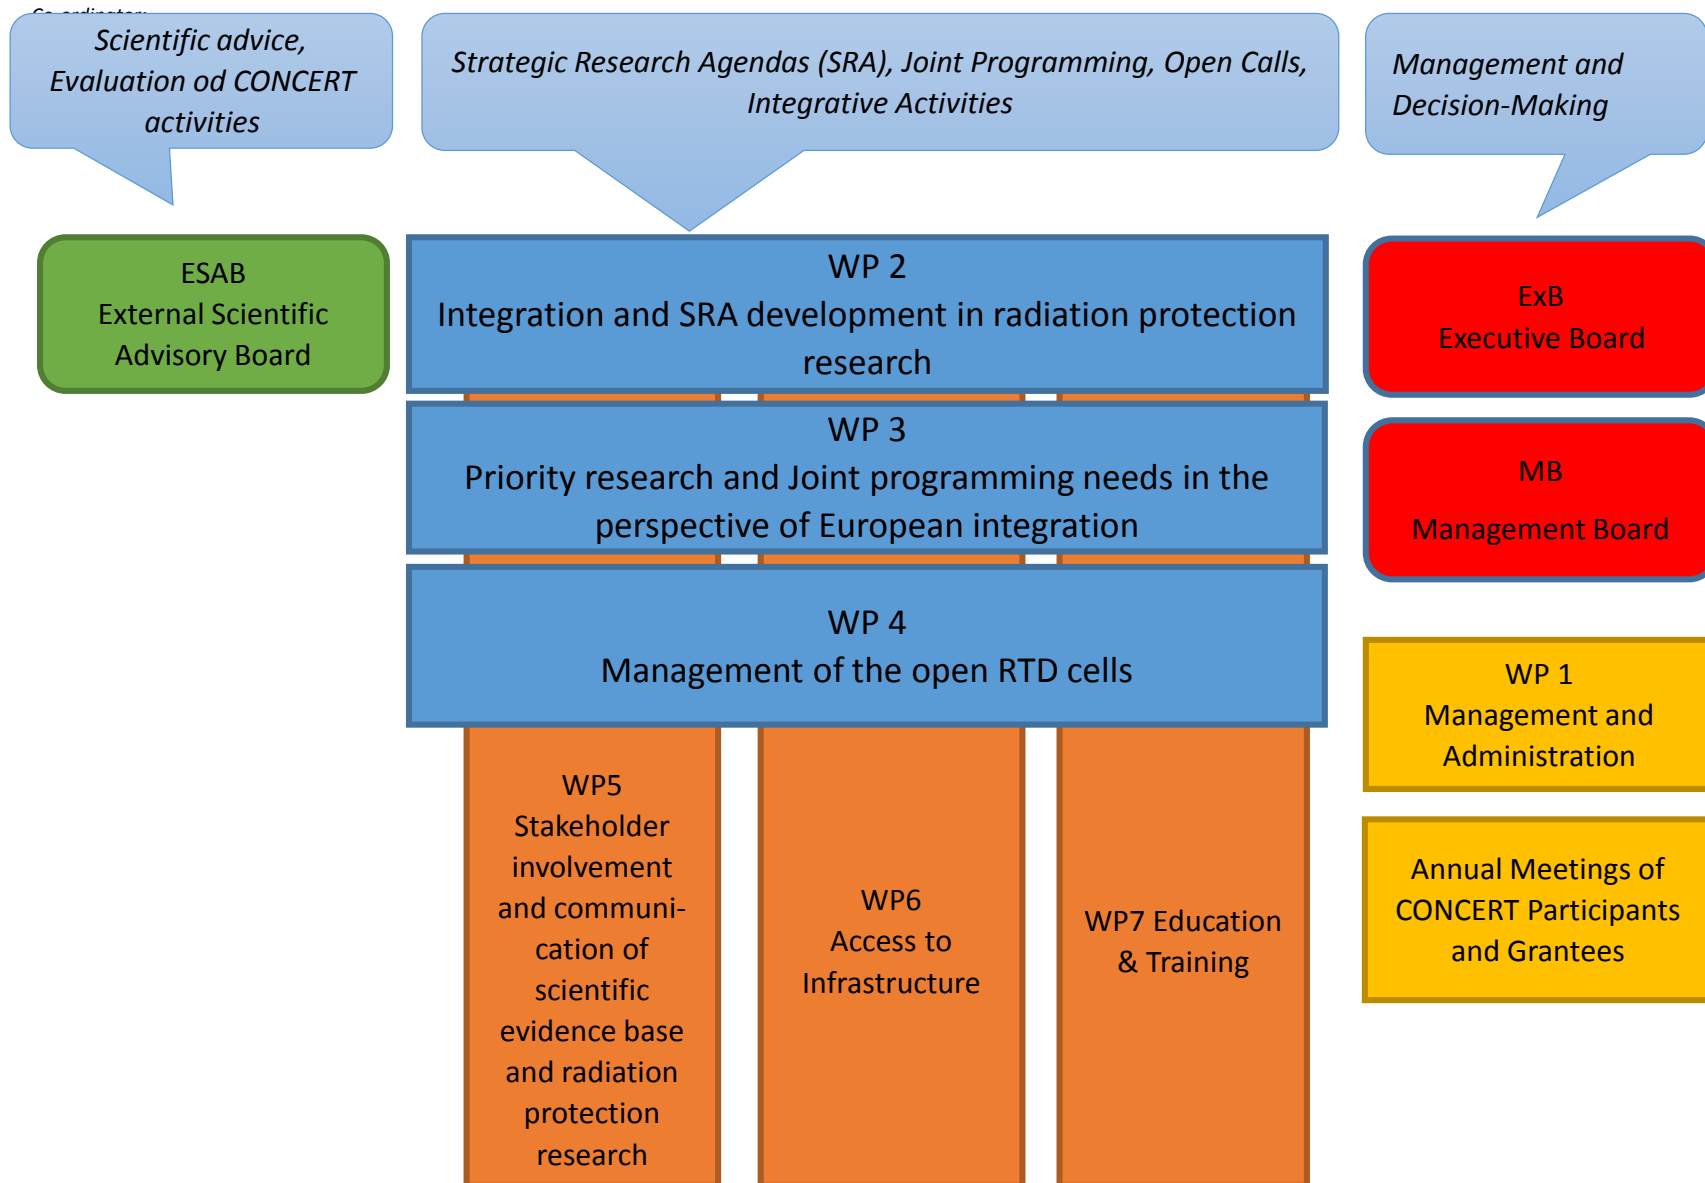 Co-ordinator:
Scientific advice,
Evaluation od CONCERT
activities
Strategic Research Agendas (SRA), Joint Programming, Open Calls,
Integrative Activities
Management and
Decision-Making
ESAB
External Scientific
Advisory Board
WP 2
Integration and SRA development in radiation protection
research
ExB
Executive Board
WP 3
Priority research and Joint programming needs in the
perspective of European integration
MB
Management Board
WP 4
Management of the open RTD cells
WP 1
Management and
Administration
WP5
Stakeholder
involvement
and communi-
cation of
scientific
evidence base
and radiation
protection
research
WP6
Access to
Infrastructure
WP7 Education
& Training
Annual Meetings of
CONCERT Participants
and Grantees